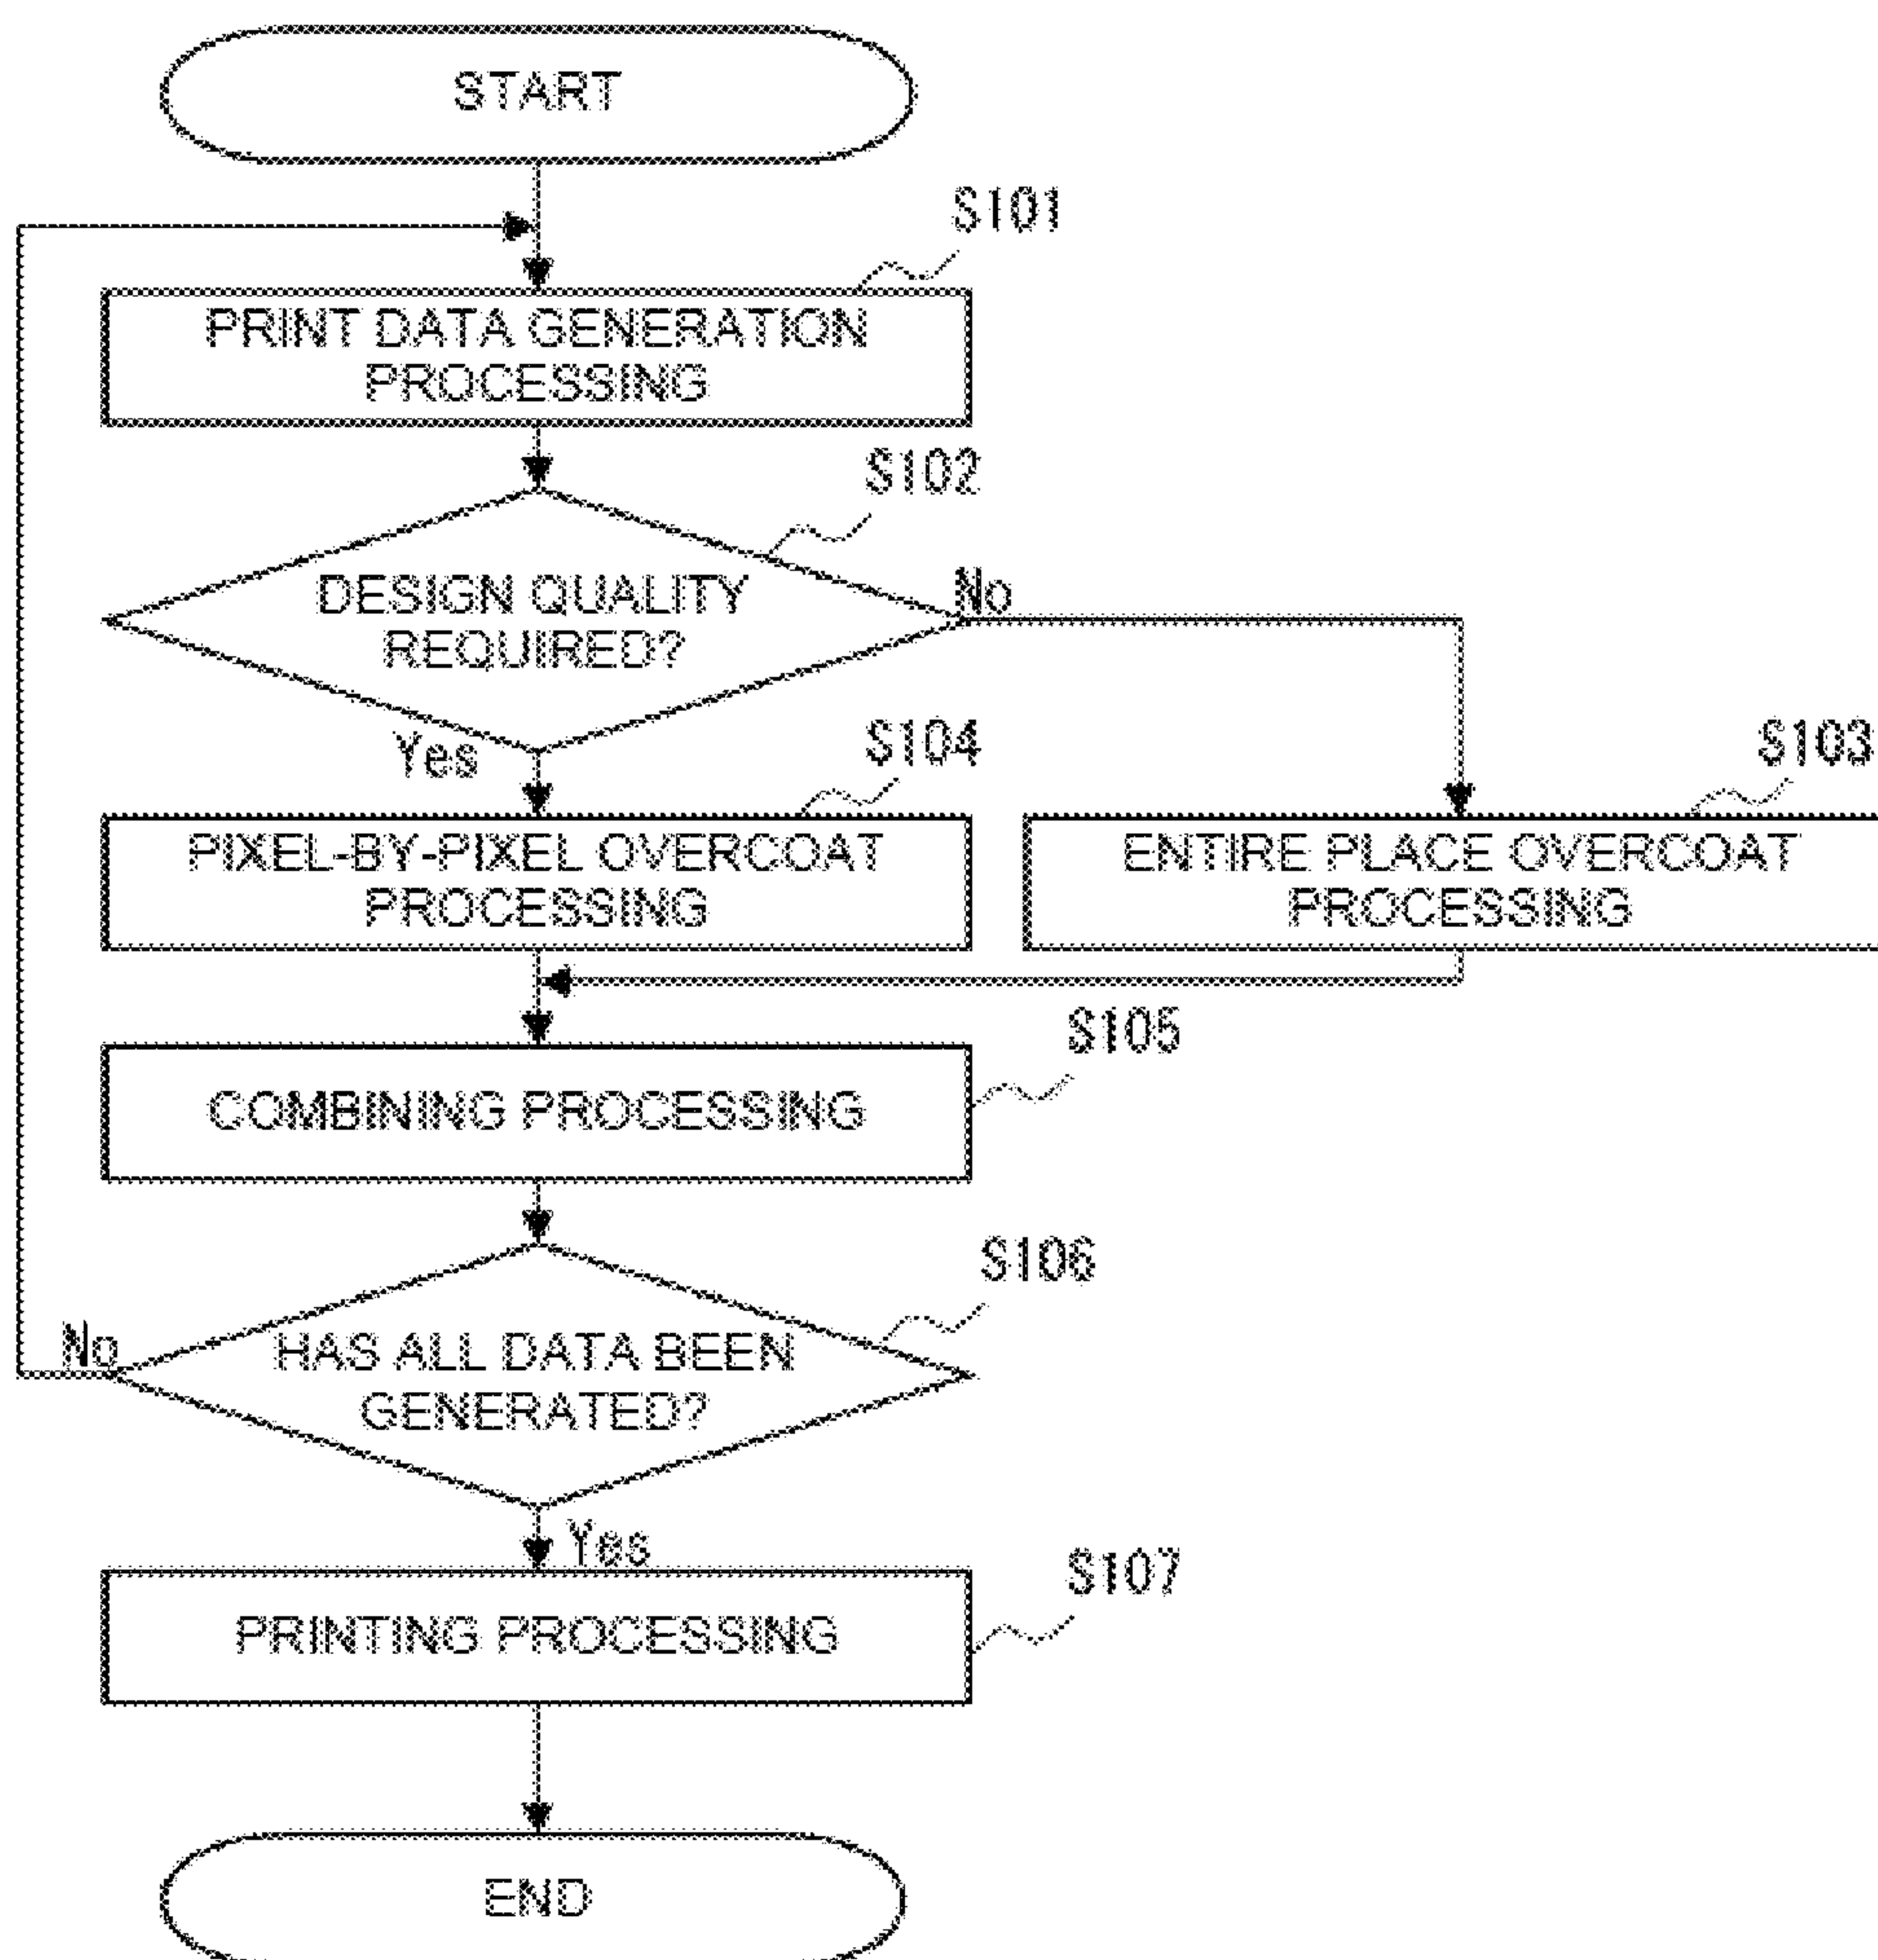 START
S101
PRINT DATA GENERATION
PROCESSING
S102
DESIGN QUALITY
REQUIRED?
No
Yes
S104
S103
PIXEL-BY-PIXEL OVERCOAT
PROCESSING
ENTIRE PLACE OVERCOAT
PROCESSING
S105
COMBINING PROCESSING
S106
No
HAS ALL DATA BEEN
GENERATED?
Yes
S107
PRINTING PROCESSING
END